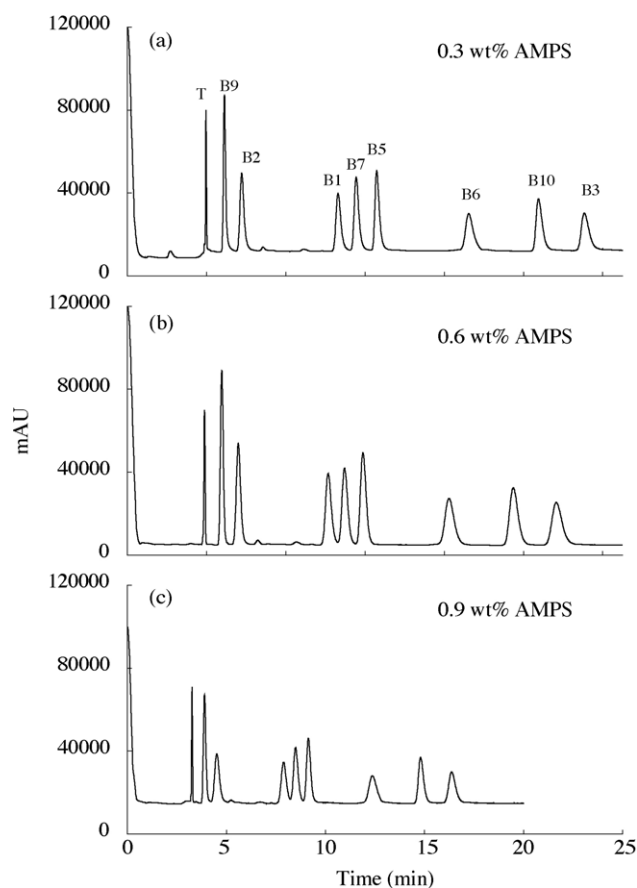 (a)
0.3 wt% AMPS
120000
80000
40000
0
T
B9
B2
B1
B7
B5
B6
B10
B3
(b)
0.6 wt% AMPS
120000
80000
40000
0
mAU
(c)
0.9 wt% AMPS
120000
80000
40000
0
0 5 10 15 20 25
Time (min)